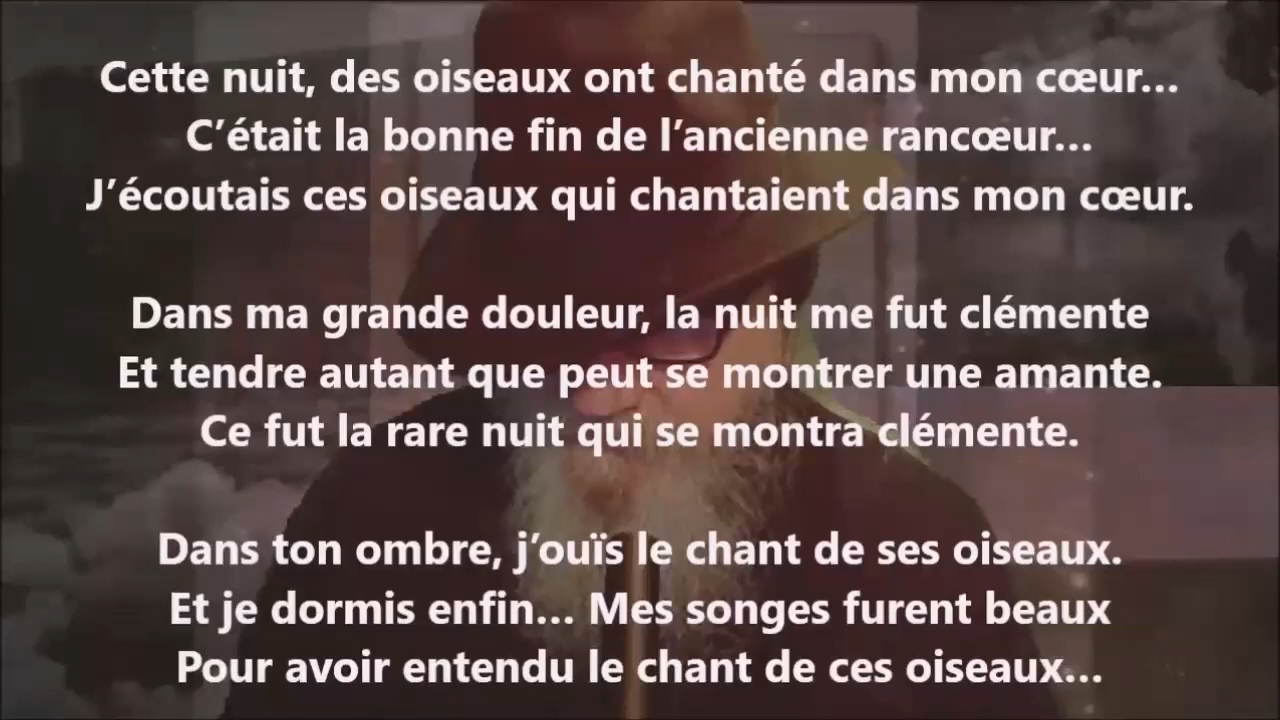 Cette nuit, des oiseaux ont chanté dans mon cœur...
C’était la bonne fin de l’ancienne rancœur...
J’écoutais ces oiseaux qui chantaient dans mon cœur.
Dans ma grande douleur, la nuit me fut clémente
Et tendre autant que peut se montrer une amante.
Ce fut la rare nuit qui se montra clémente.
Dans ton ombre, j’ouïs le chant de ses oiseaux.
Et je dormis enfin... Mes songes furent beaux
Pour avoir entendu le chant de ces oiseaux...